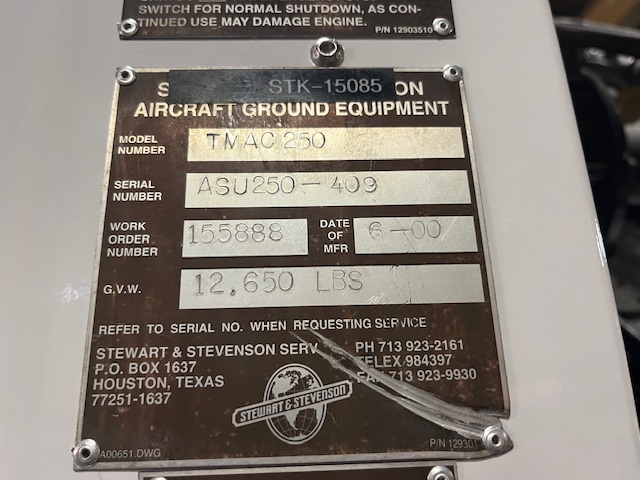 SWITCH FOR NORMAL SHUTDOWN, AS CON-
TINUED USE MAY DAMAGE ENGINE.
P/N 12903510
STK-15085 ON
AIRCRAFT GROUND EQUIPMENT
MODEL NUMBER TMAC 250
SERIAL NUMBER ASU250-409
WORK ORDER NUMBER 155888 DATE OF MFR 6-00
G.V.W. 12,650 LBS
REFER TO SERIAL NO. WHEN REQUESTING SERVICE
STEWART & STEVENSON SERV PH 713 923-2161
P.O. BOX 1637 TELEX 984397
HOUSTON, TEXAS FAX 713 923-9930
77251-1637
STEWART & STEVENSON
A00651.DWG P/N 129301